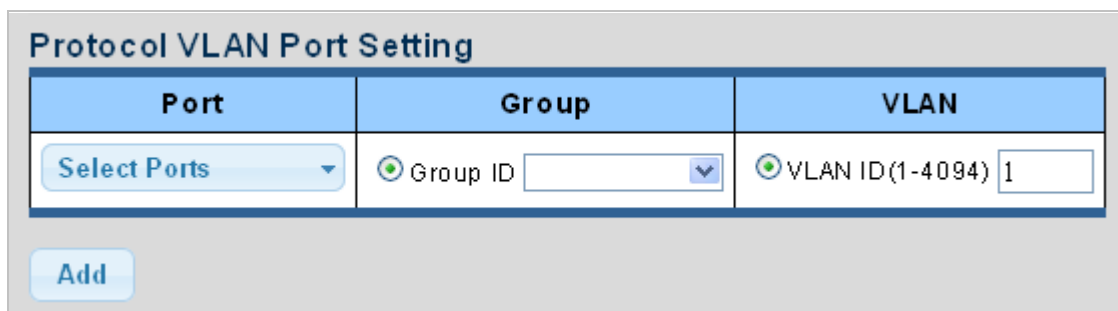 Protocol VLAN Port Setting
Port Group VLAN
Select Ports Group ID VLAN ID(1-4094) 1
Add